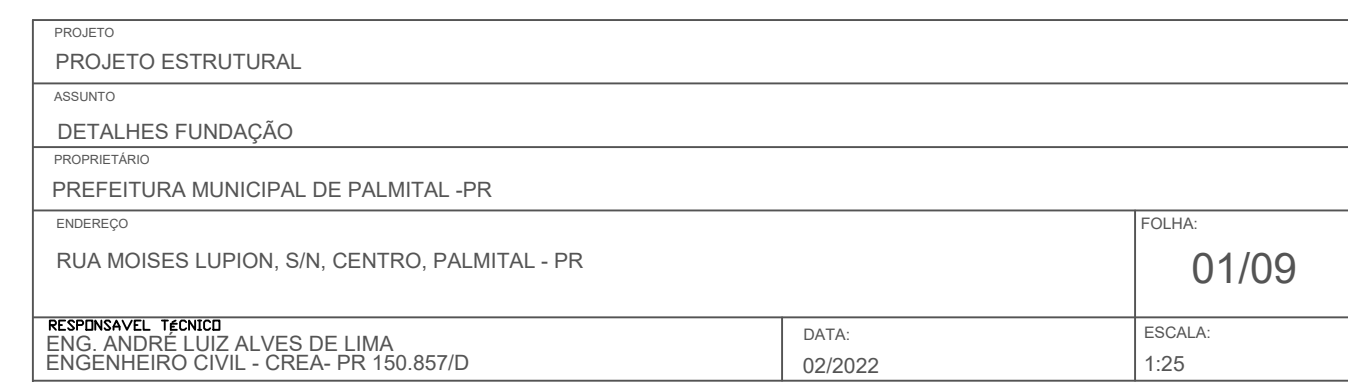 PROJETO
PROJETO ESTRUTURAL
ASSUNTO
DETALHES FUNDAÇÃO
PROPRIETÁRIO
PREFEITURA MUNICIPAL DE PALMITAL -PR
ENDEREÇO
RUA MOISES LUPION, S/N, CENTRO, PALMITAL - PR
FOLHA:
01/09
RESPONSAVEL TÉCNICO
ENG. ANDRÉ LUIZ ALVES DE LIMA
ENGENHEIRO CIVIL - CREA- PR 150.857/D
DATA:
02/2022
ESCALA:
1:25